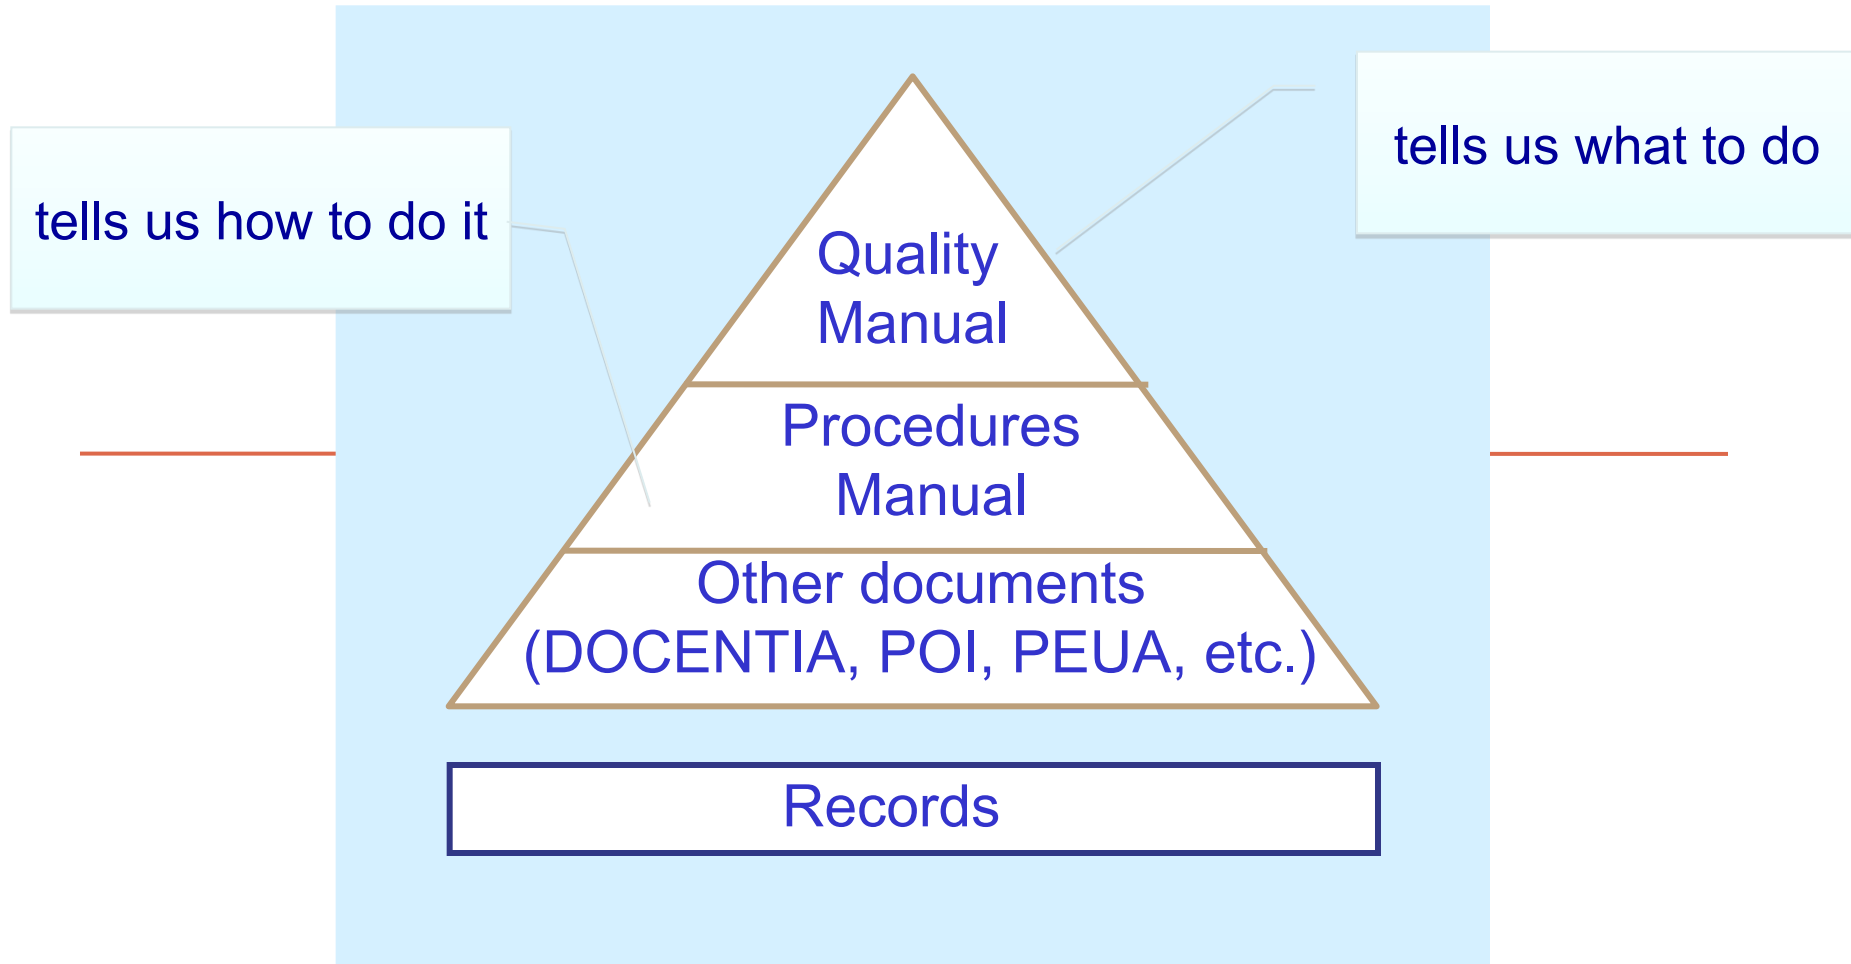 tells us what to do
tells us how to do it
Quality
Manual
Procedures
Manual
Other documents
(DOCENTIA, POI, PEUA, etc.)
Records